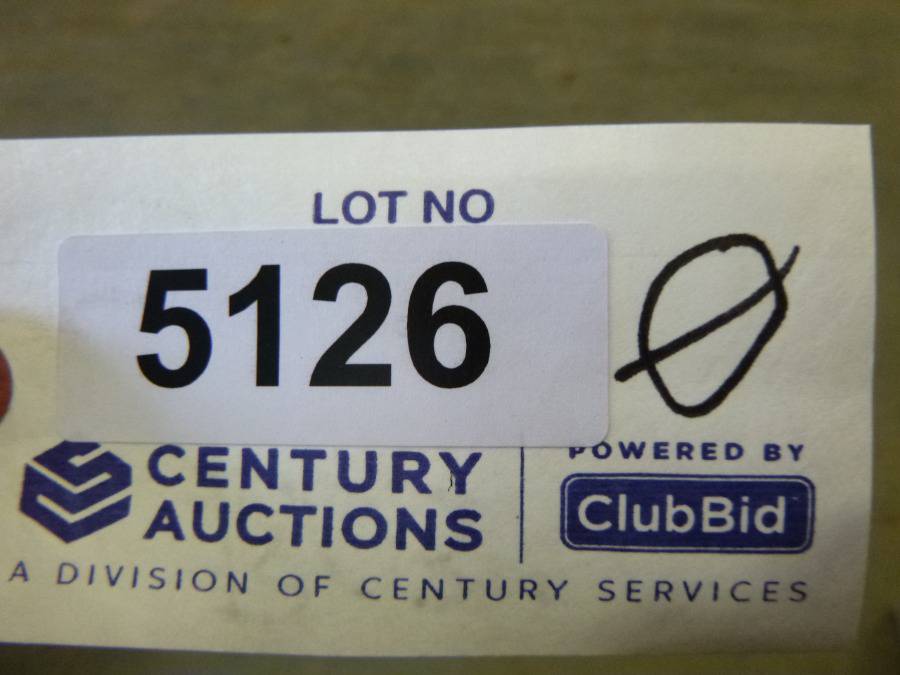 LOT NO
5126 Ø
CENTURY
AUCTIONS
POWERED BY
ClubBid
A DIVISION OF CENTURY SERVICES